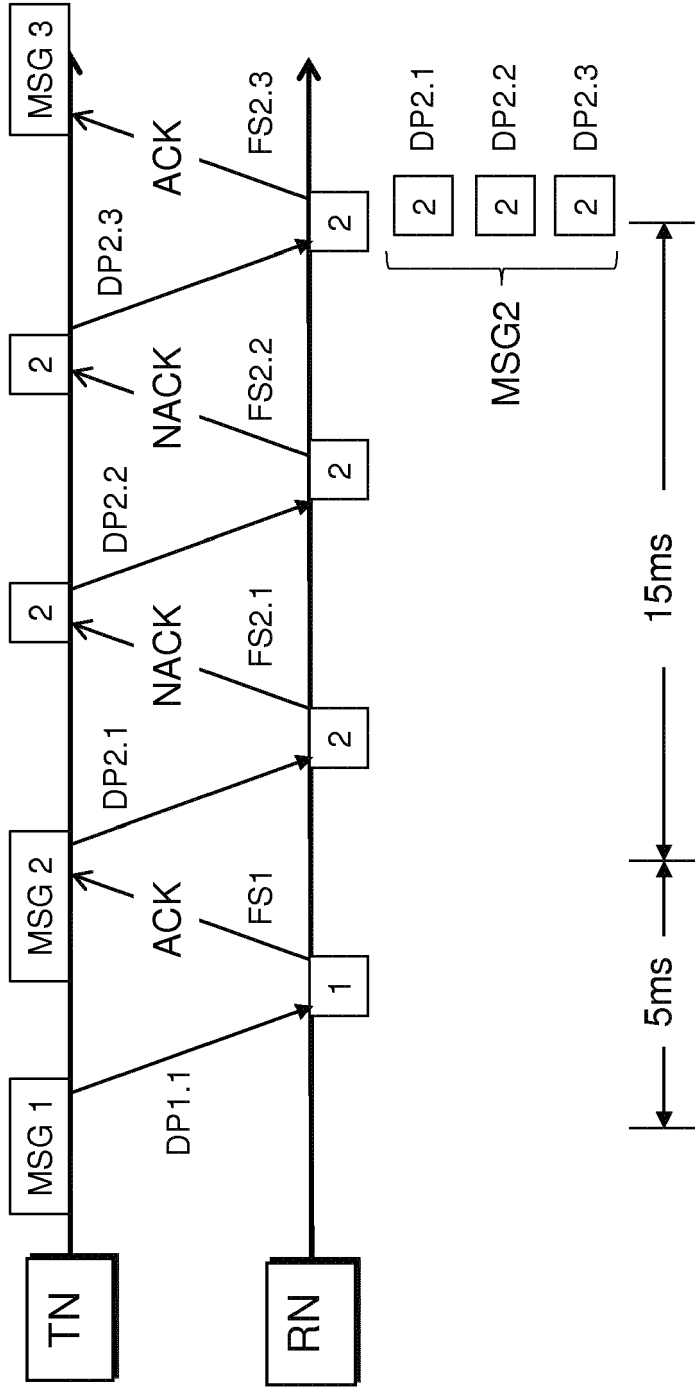 TN
MSG 1
MSG 2
2
2
MSG 3
DP1.1
ACK
FS1
DP2.1
NACK
FS2.1
DP2.2
NACK
FS2.2
DP2.3
ACK
FS2.3
RN
1
2
2
2
MSG2
2 DP2.1
2 DP2.2
2 DP2.3
5ms
15ms